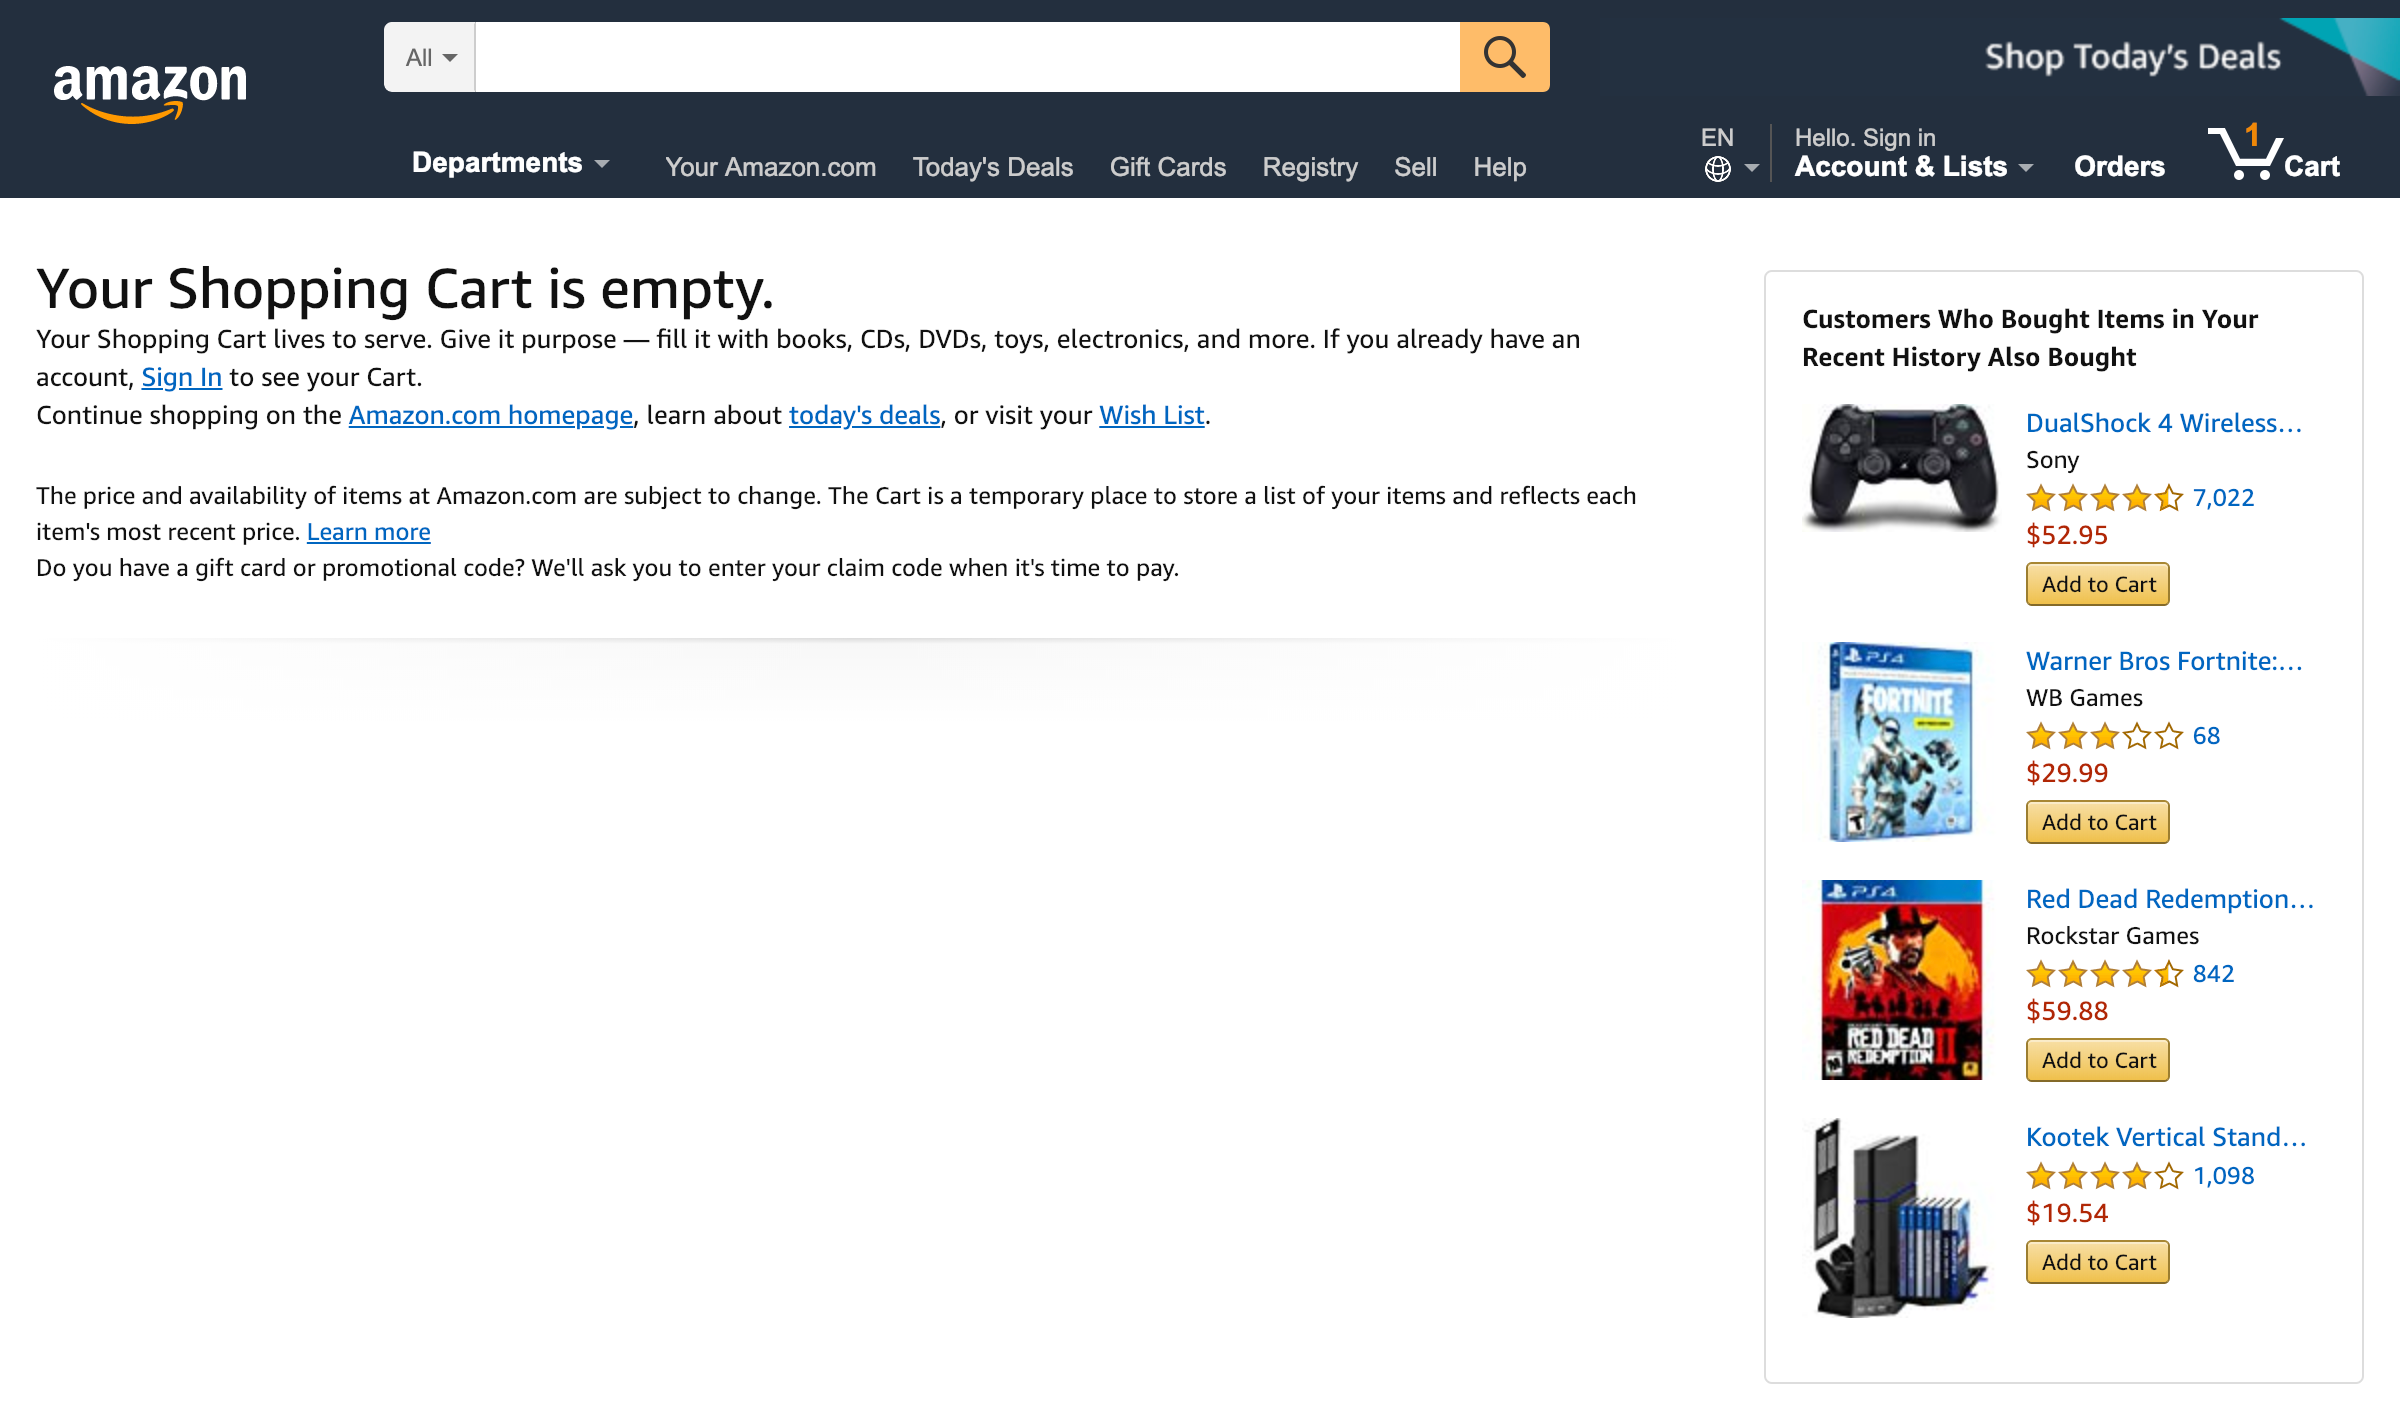 amazon
All
Shop Today's Deals
Departments
Your Amazon.com
Today's Deals
Gift Cards
Registry
Sell
Help
EN
Hello. Sign in
Account & Lists
Orders
1
Cart
Your Shopping Cart is empty.
Your Shopping Cart lives to serve. Give it purpose — fill it with books, CDs, DVDs, toys, electronics, and more. If you already have an
account, Sign In to see your Cart.
Continue shopping on the Amazon.com homepage, learn about today's deals, or visit your Wish List.
The price and availability of items at Amazon.com are subject to change. The Cart is a temporary place to store a list of your items and reflects each
item's most recent price. Learn more
Do you have a gift card or promotional code? We'll ask you to enter your claim code when it's time to pay.
Customers Who Bought Items in Your
Recent History Also Bought
DualShock 4 Wireless…
Sony
7,022
$52.95
Add to Cart
PS4
FORTNITE
T
Warner Bros Fortnite:…
WB Games
68
$29.99
Add to Cart
PS4
RED DEAD
REDEMPTION II
M
Red Dead Redemption…
Rockstar Games
842
$59.88
Add to Cart
Kootek Vertical Stand…
1,098
$19.54
Add to Cart